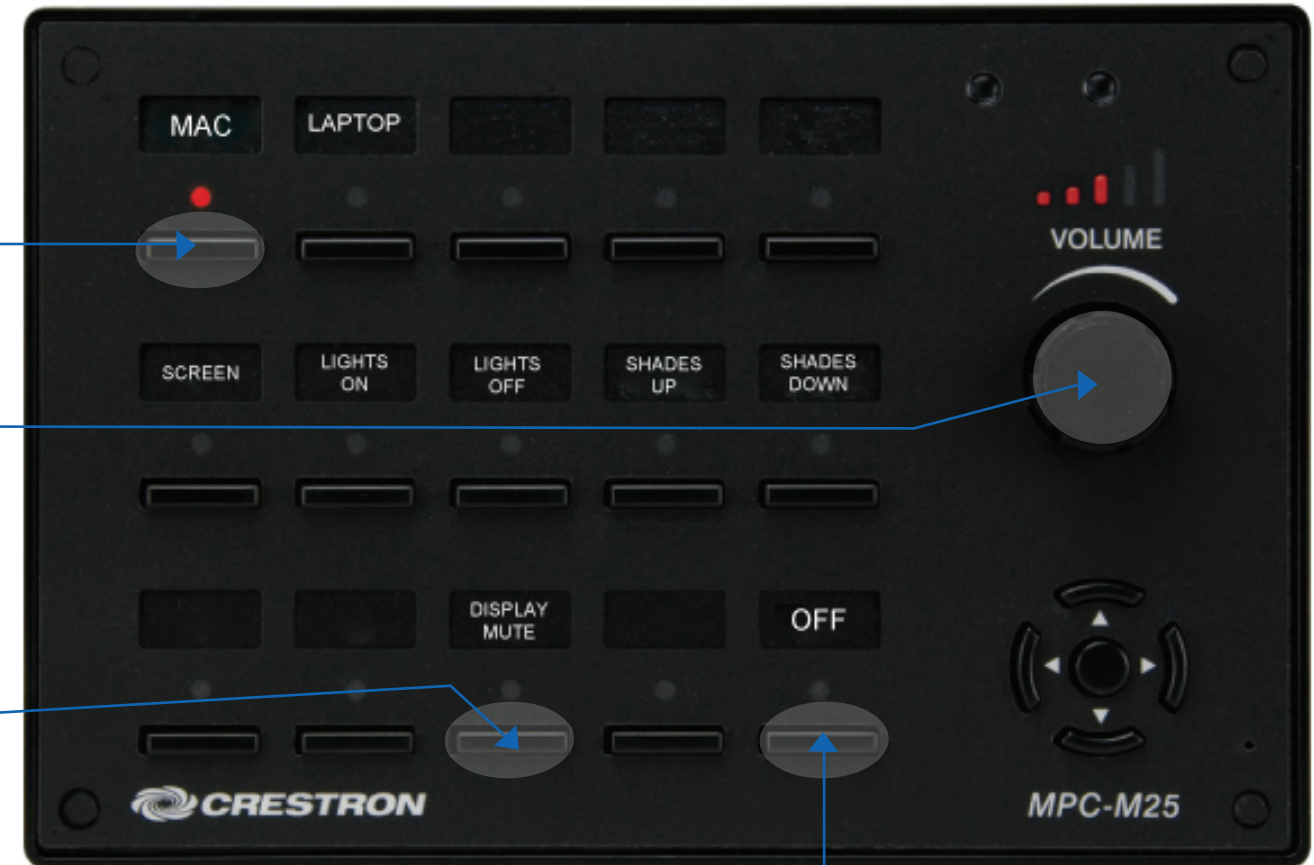 MAC
LAPTOP
VOLUME
SCREEN
LIGHTS
ON
LIGHTS
OFF
SHADES
UP
SHADES
DOWN
DISPLAY
MUTE
OFF
CRESTRON
MPC-M25